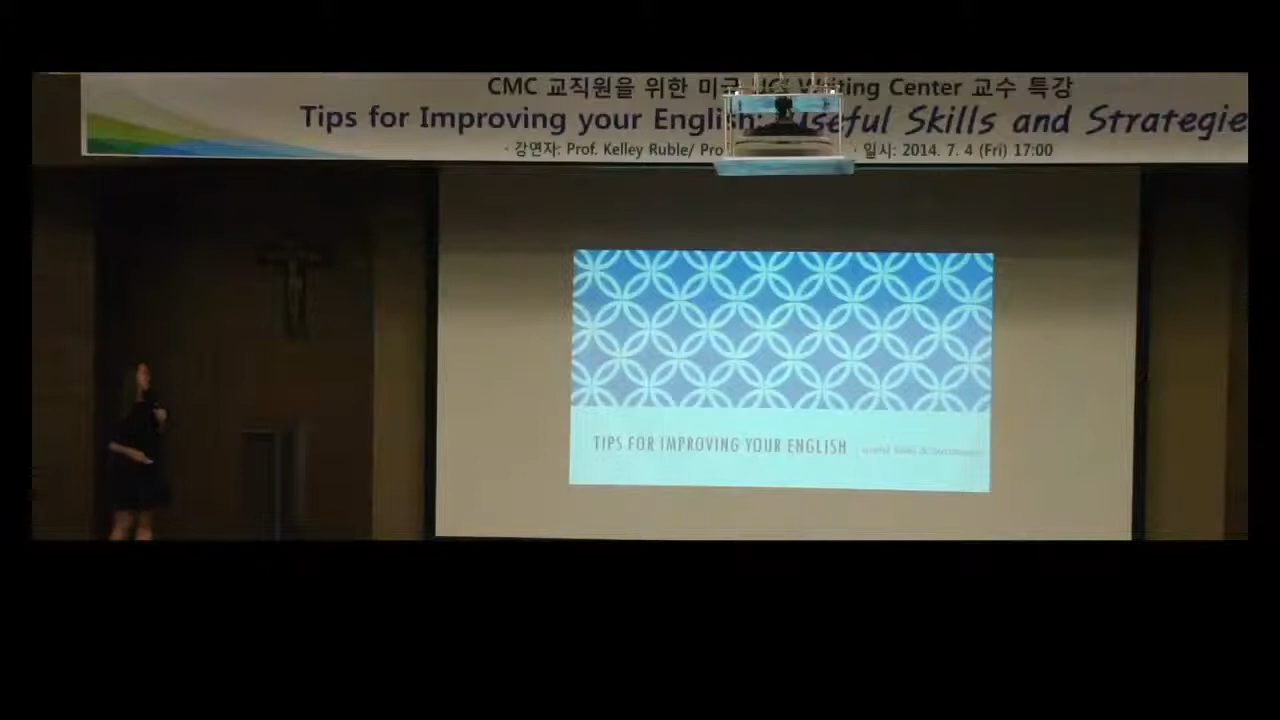 CMC 교직원을 위한 미국 UCI Writing Center 교수 특강
Tips for Improving your English: Useful Skills and Strategie
· 강연자: Prof. Kelley Ruble/ Pro
· 일시: 2014. 7. 4 (Fri) 17:00
TIPS FOR IMPROVING YOUR ENGLISH